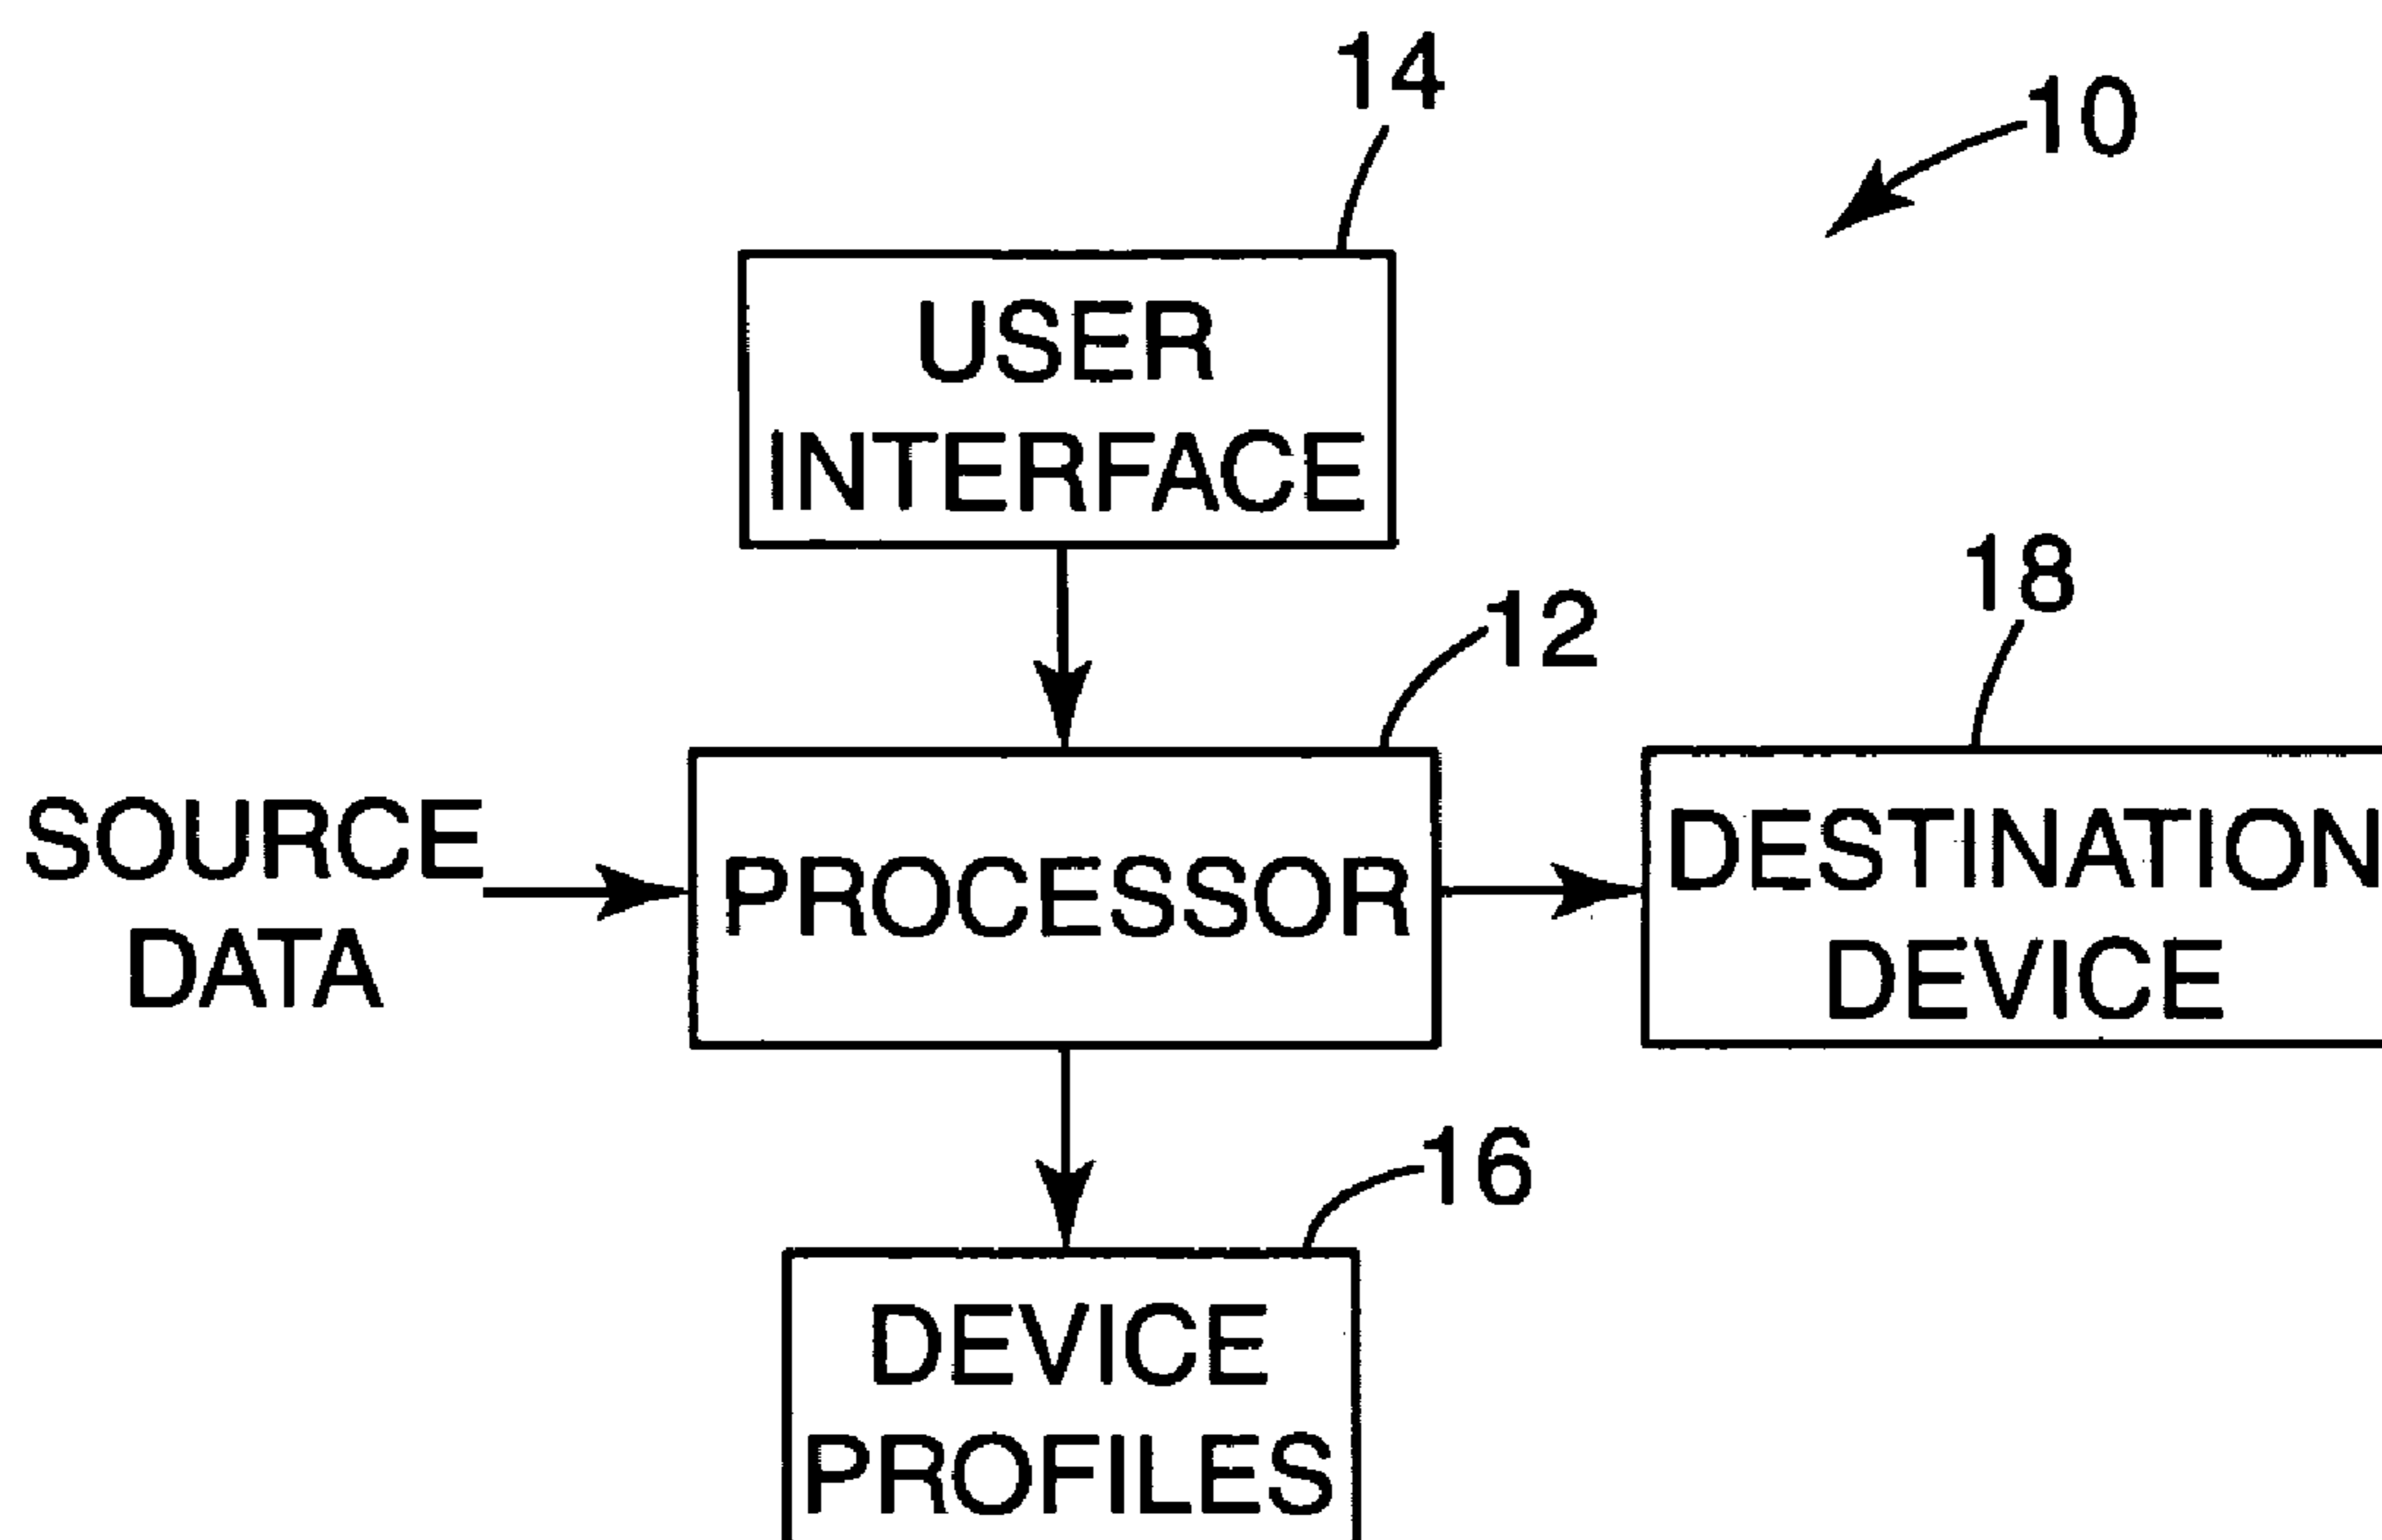 14
10
USER
INTERFACE
18
12
SOURCE
DATA
PROCESSOR
DESTINATION
DEVICE
16
DEVICE
PROFILES